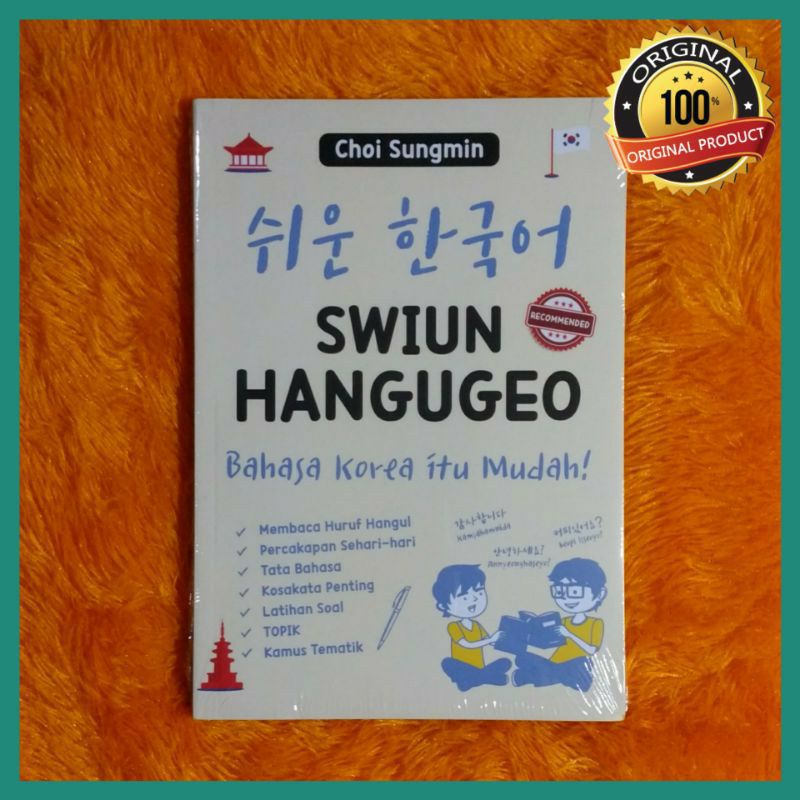 ORIGINAL
100%
ORIGINAL PRODUCT
Choi Sungmin
쉬운 한국어
SWIUN
RECOMMENDED
HANGUGEO
Bahasa Korea itu Mudah!
Membaca Huruf Hangul
Percakapan Sehari-hari
Tata Bahasa
Kosakata Penting
Latihan Soal
TOPIK
Kamus Tematik
감사합니다
Kamsahamnida
안녕하세요?
Annyeonghaseyo?